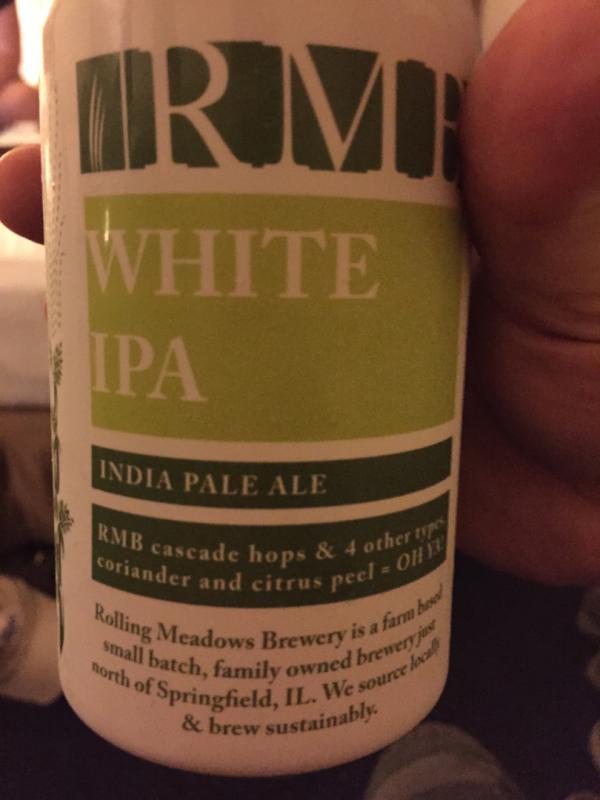 RMB
WHITE
IPA
INDIA PALE ALE
RMB cascade hops & 4 other types,
coriander and citrus peel = OH YA!
Rolling Meadows Brewery is a farm based
small batch, family owned brewery just
north of Springfield, IL. We source locally
& brew sustainably.